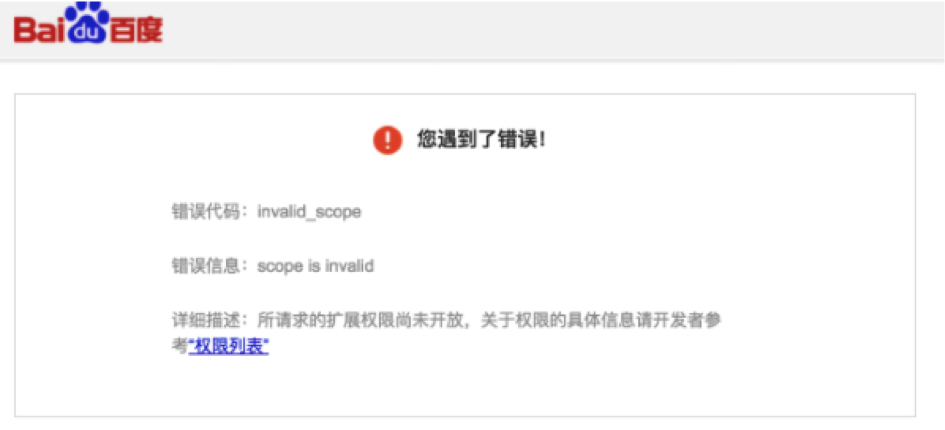 Bai du 百度
您遇到了错误!
错误代码：invalid_scope
错误信息：scope is invalid
详细描述：所请求的扩展权限尚未开放，关于权限的具体信息请开发者参
考“权限列表”